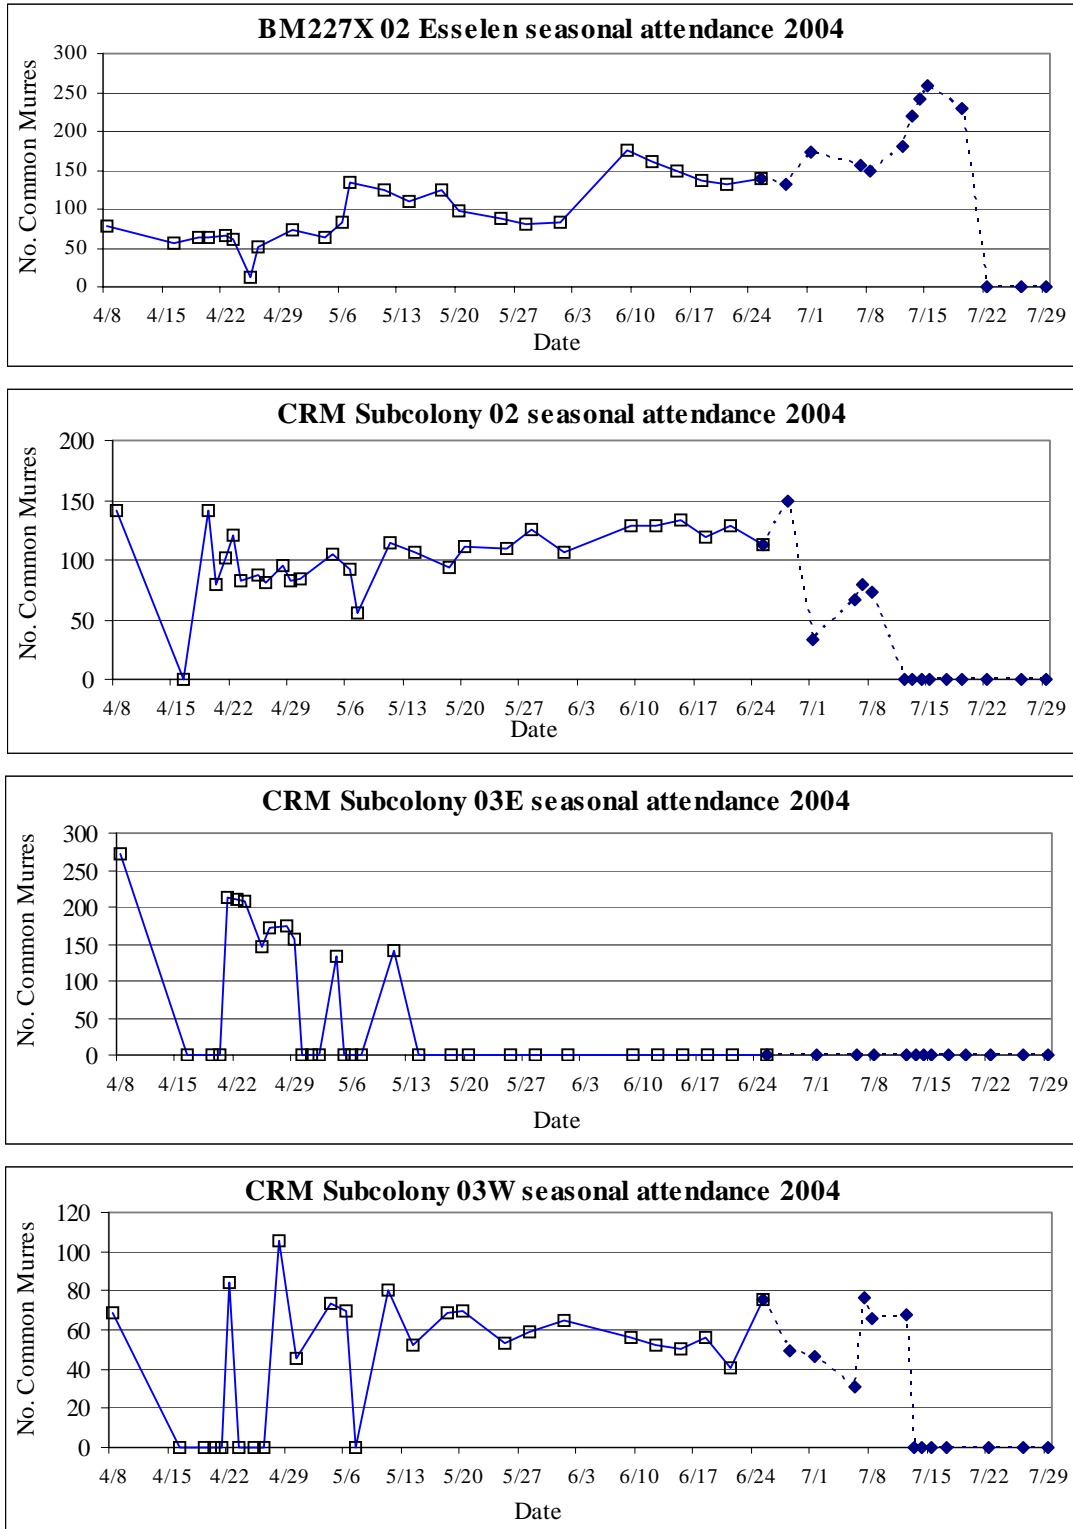 BM227X 02 Esselen seasonal attendance 2004
No. Common Murres
300
250
200
150
100
50
0
4/8 4/15 4/22 4/29 5/6 5/13 5/20 5/27 6/3 6/10 6/17 6/24 7/1 7/8 7/15 7/22 7/29
Date
CRM Subcolony 02 seasonal attendance 2004
No. Common Murres
200
150
100
50
0
4/8 4/15 4/22 4/29 5/6 5/13 5/20 5/27 6/3 6/10 6/17 6/24 7/1 7/8 7/15 7/22 7/29
Date
CRM Subcolony 03E seasonal attendance 2004
No. Common Murres
300
250
200
150
100
50
0
4/8 4/15 4/22 4/29 5/6 5/13 5/20 5/27 6/3 6/10 6/17 6/24 7/1 7/8 7/15 7/22 7/29
Date
CRM Subcolony 03W seasonal attendance 2004
No. Common Murres
120
100
80
60
40
20
0
4/8 4/15 4/22 4/29 5/6 5/13 5/20 5/27 6/3 6/10 6/17 6/24 7/1 7/8 7/15 7/22 7/29
Date